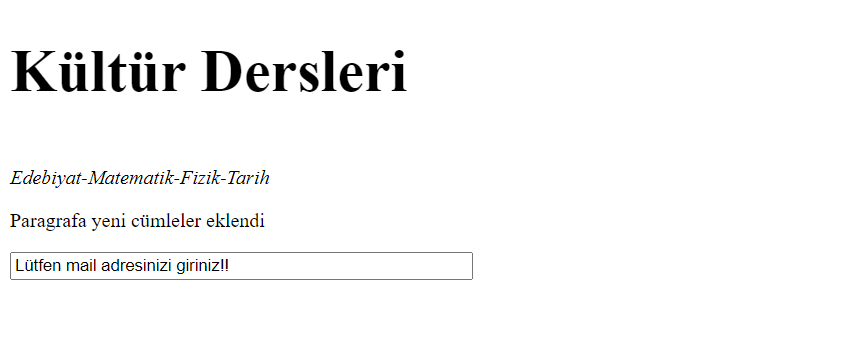 Kültür Dersleri
Edebiyat-Matematik-Fizik-Tarih
Paragrafa yeni cümleler eklendi
Lütfen mail adresinizi giriniz!!